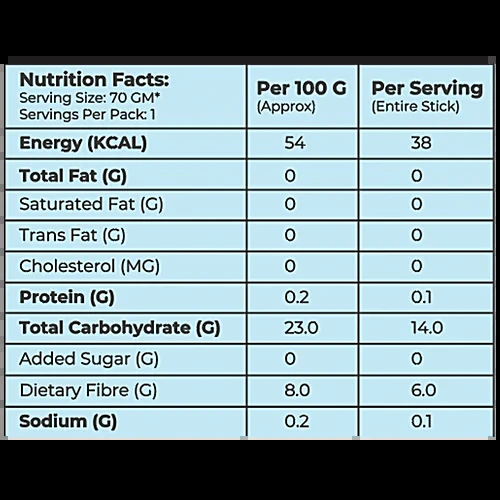 Nutrition Facts:
Serving Size: 70 GM*
Servings Per Pack: 1
Per 100 G
(Approx)
Per Serving
(Entire Stick)
Energy (KCAL) 54 38
Total Fat (G) 0 0
Saturated Fat (G) 0 0
Trans Fat (G) 0 0
Cholesterol (MG) 0 0
Protein (G) 0.2 0.1
Total Carbohydrate (G) 23.0 14.0
Added Sugar (G) 0 0
Dietary Fibre (G) 8.0 6.0
Sodium (G) 0.2 0.1